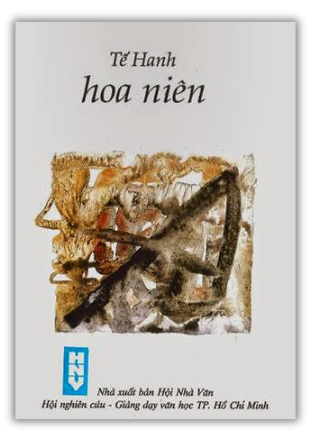 Tế Hanh
hoa niên
HNV
Nhà xuất bản Hội Nhà Văn
Hội nghiên cứu - Giảng dạy văn học TP. Hồ Chí Minh